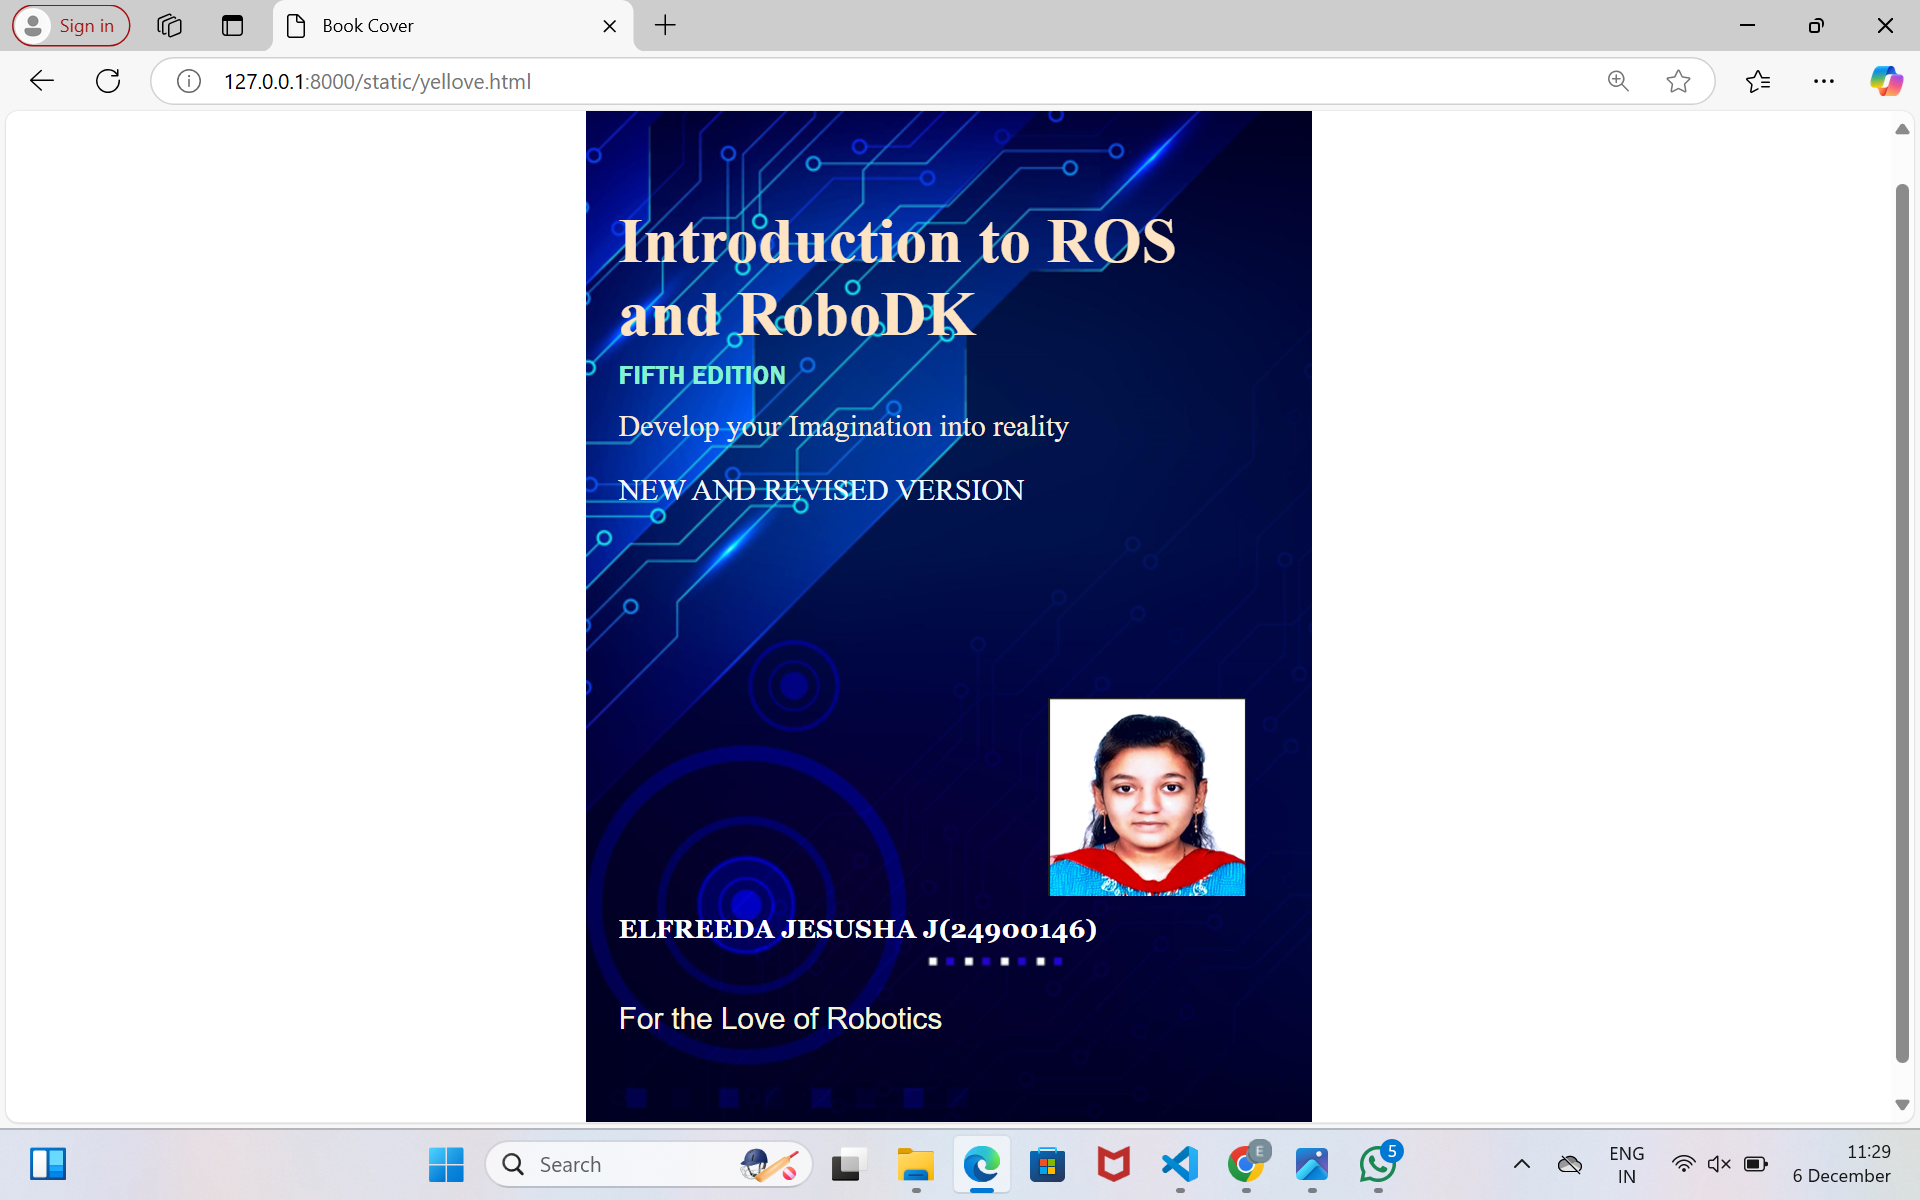 Sign in
Book Cover
127.0.0.1:8000/static/yellove.html
Introduction to ROS
and RoboDK
FIFTH EDITION
Develop your Imagination into reality
NEW AND REVISED VERSION
ELFREEDA JESUSHA J(24900146)
For the Love of Robotics
Search
E
5
ENG
IN
11:29
6 December